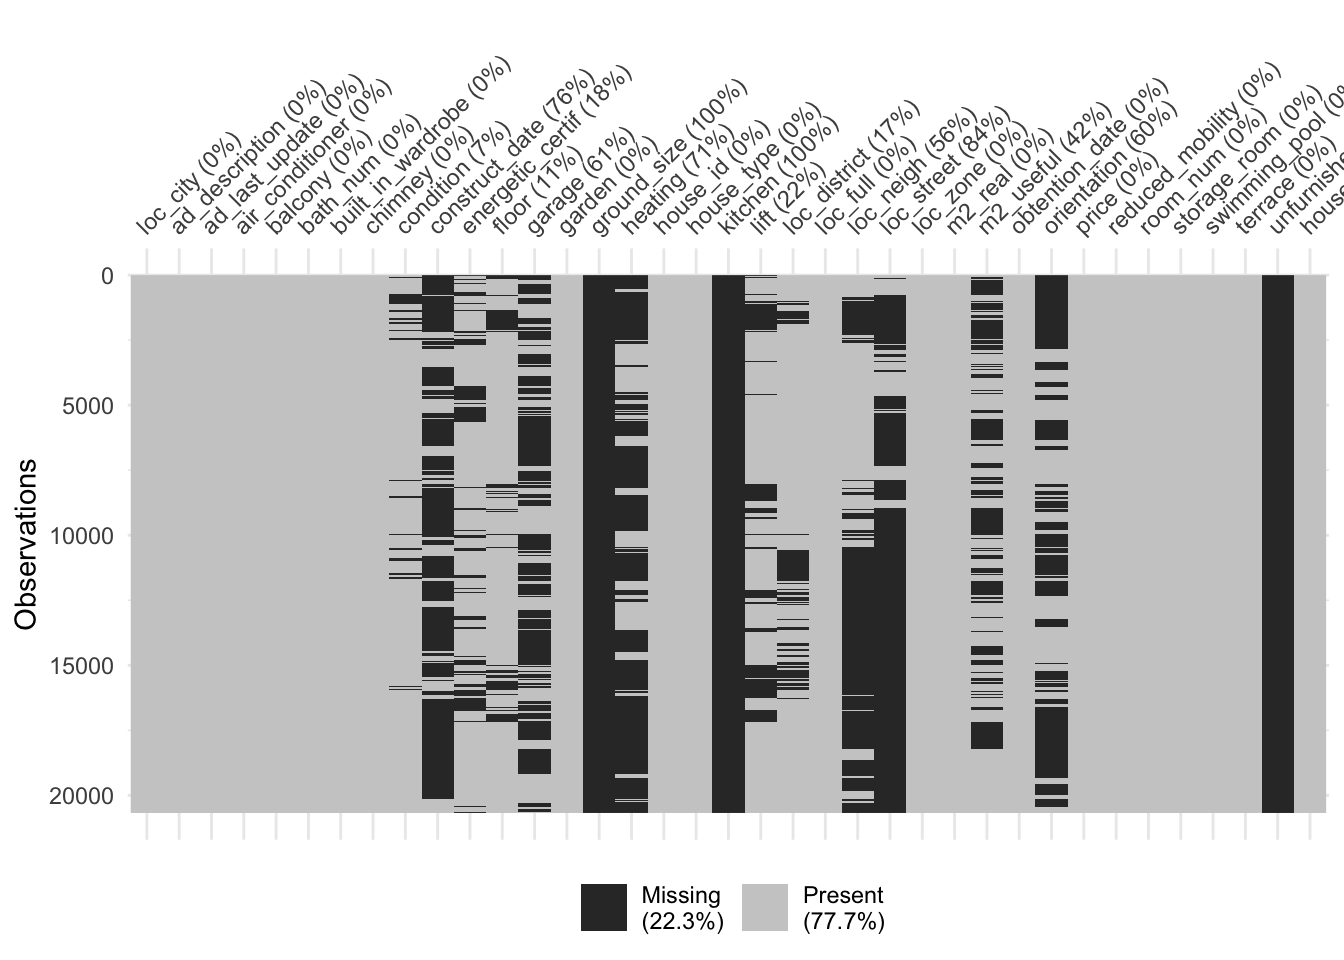 loc_city (0%)
ad_description (0%)
ad_last_update (0%)
air_conditioner (0%)
balcony (0%)
bath_num (0%)
built_in_wardrobe (0%)
chimney (0%)
condition (7%)
construct_date (76%)
energetic_certif (18%)
floor (11%)
garage (61%)
garden (0%)
ground_size (100%)
heating (71%)
house_id (0%)
house_type (0%)
kitchen (100%)
lift (22%)
loc_district (17%)
loc_full (0%)
loc_neigh (56%)
loc_street (84%)
loc_zone (0%)
m2_real (0%)
m2_useful (42%)
obtention_date (0%)
orientation (60%)
price (0%)
reduced_mobility (0%)
room_num (0%)
storage_room (0%)
swimming_pool (0%
terrace (0%)
unfurnish
hous
0
5000
10000
15000
20000
Observations
Missing
(22.3%)
Present
(77.7%)